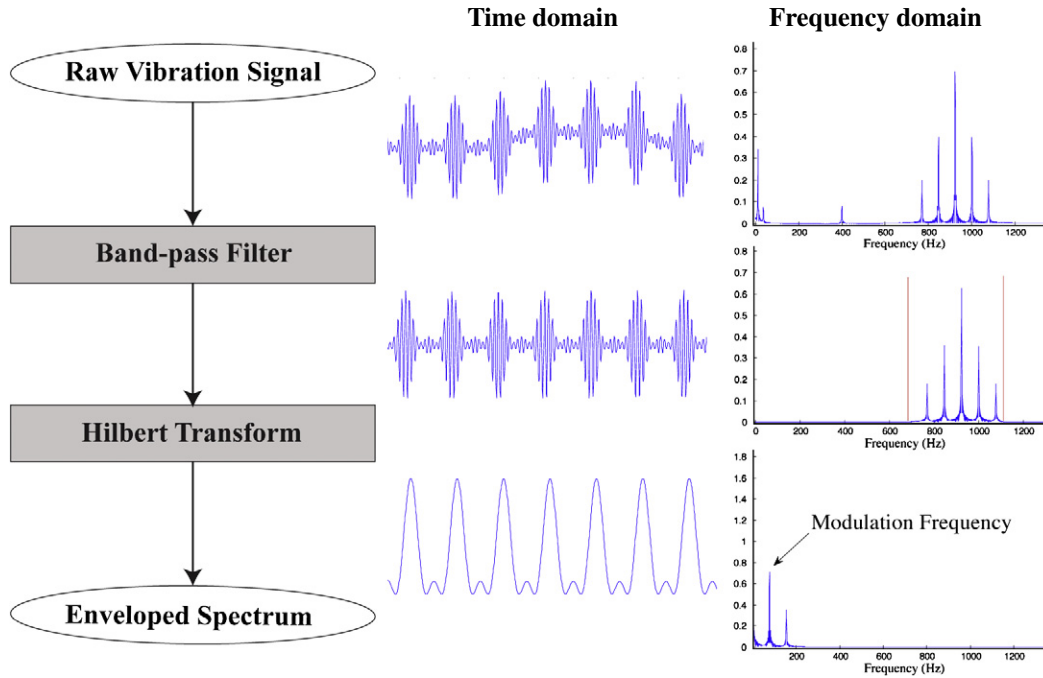 Time domain
Frequency domain
Raw Vibration Signal
Band-pass Filter
Hilbert Transform
Enveloped Spectrum
0.8
0.7
0.6
0.5
0.4
0.3
0.2
0.1
0
0 200 400 600 800 1000 1200
Frequency (Hz)
0.8
0.7
0.6
0.5
0.4
0.3
0.2
0.1
0
0 200 400 600 800 1000 1200
Frequency (Hz)
1.8
1.6
1.4
1.2
1
0.8
0.6
0.4
0.2
0
Modulation Frequency
200 400 600 800 1000 1200
Frequency (Hz)